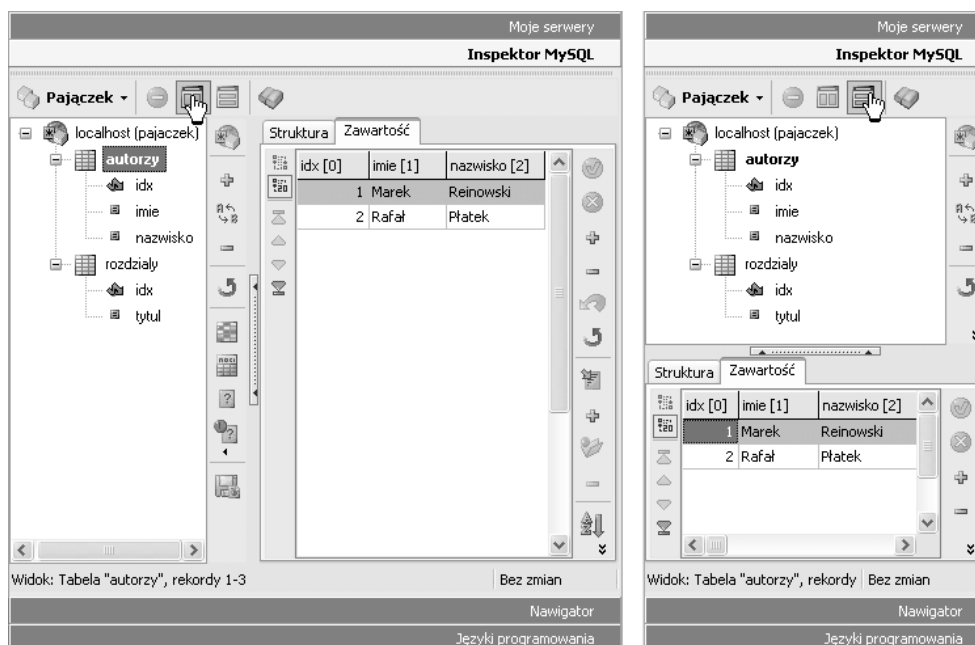 Moje serwery
Inspektor MySQL
Pajączek
localhost (pajaczek)
autorzy
idx
imie
nazwisko
rozdzialy
idx
tytul
Struktura Zawartość
idx [0] imie [1] nazwisko [2]
1 Marek Reinowski
2 Rafał Płatek
Widok: Tabela "autorzy", rekordy 1-3 Bez zmian
Nawigator
Języki programowania
Moje serwery
Inspektor MySQL
Pajączek
localhost (pajaczek)
autorzy
idx
imie
nazwisko
rozdzialy
idx
tytul
Struktura Zawartość
idx [0] imie [1] nazwisko [2]
1 Marek Reinowski
2 Rafał Płatek
Widok: Tabela "autorzy", rekordy Bez zmian
Nawigator
Języki programowania